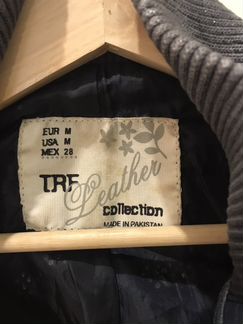 EUR M
USA M
MEX 28
TRF
Leather
collection
MADE IN PAKISTAN